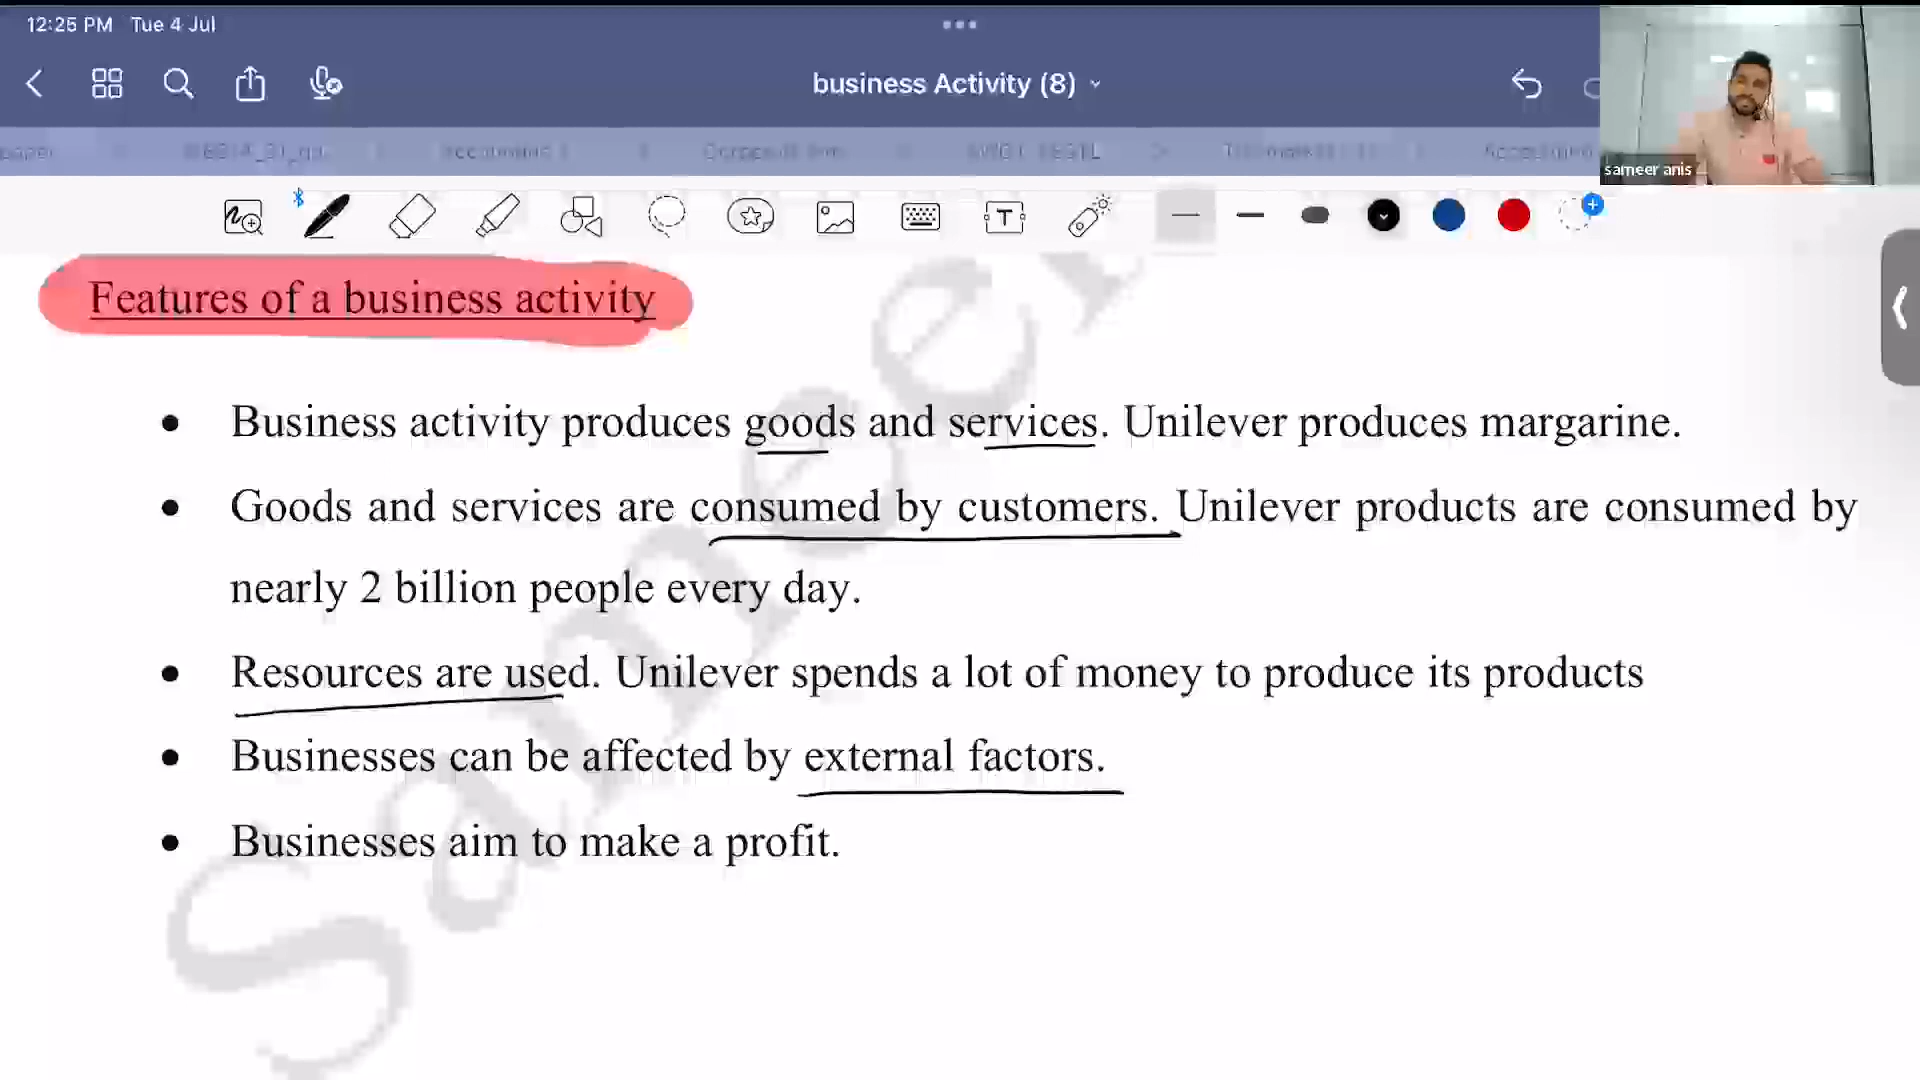 12:25 PM Tue 4 Jul
business Activity (8)
sameer anis
T
Features of a business activity
• Business activity produces goods and services. Unilever produces margarine.
• Goods and services are consumed by customers. Unilever products are consumed by
nearly 2 billion people every day.
• Resources are used. Unilever spends a lot of money to produce its products
• Businesses can be affected by external factors.
• Businesses aim to make a profit.
Sameer